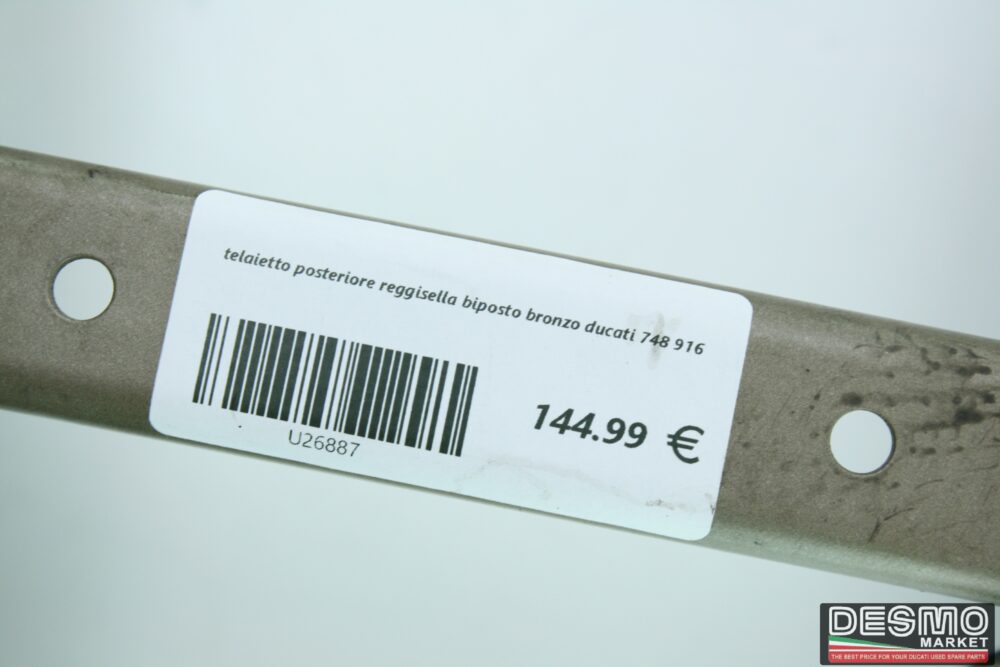 telaietto posteriore reggisella biposto bronzo ducati 748 916
144.99 €
U26887
DESMO
MARKET
THE BEST PRICE FOR YOUR DUCATI USED SPARE PARTS